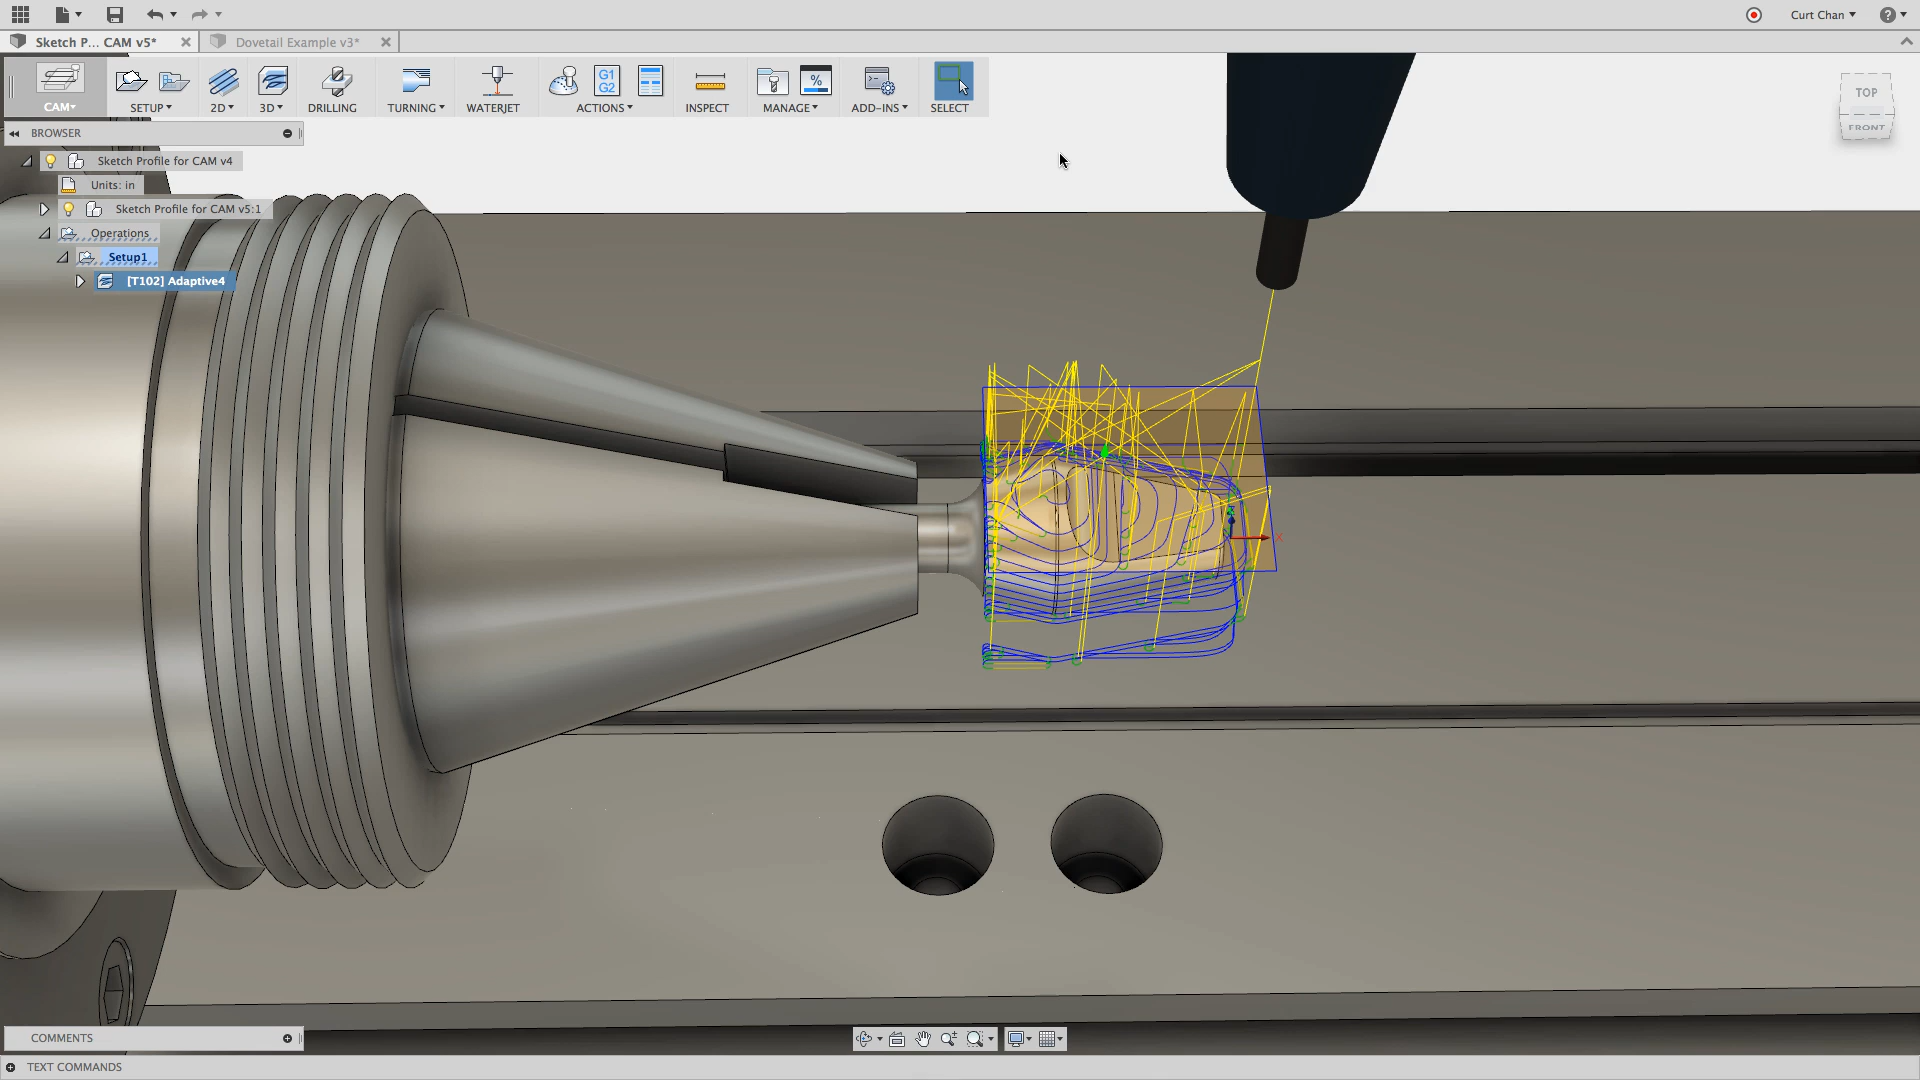 Curt Chan
Sketch P... CAM v5*
Dovetail Example v3*
G1
G2
%
CAM
SETUP
2D
3D
DRILLING
TURNING
WATERJET
ACTIONS
INSPECT
MANAGE
ADD-INS
SELECT
TOP
FRONT
BROWSER
Sketch Profile for CAM v4
Units: in
Sketch Profile for CAM v5:1
Operations
Setup1
[T102] Adaptive4
X
COMMENTS
TEXT COMMANDS